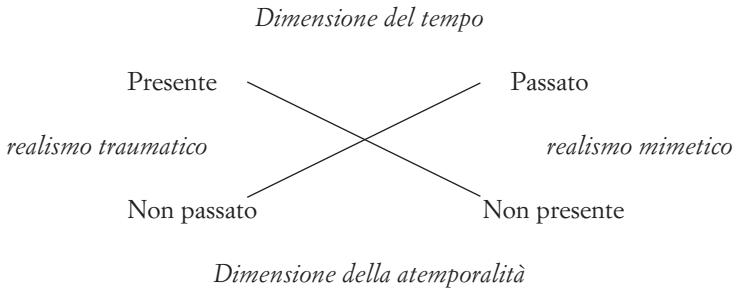 Dimensione del tempo
Presente Passato
realismo traumatico realismo mimetico
Non passato Non presente
Dimensione della atemporalità